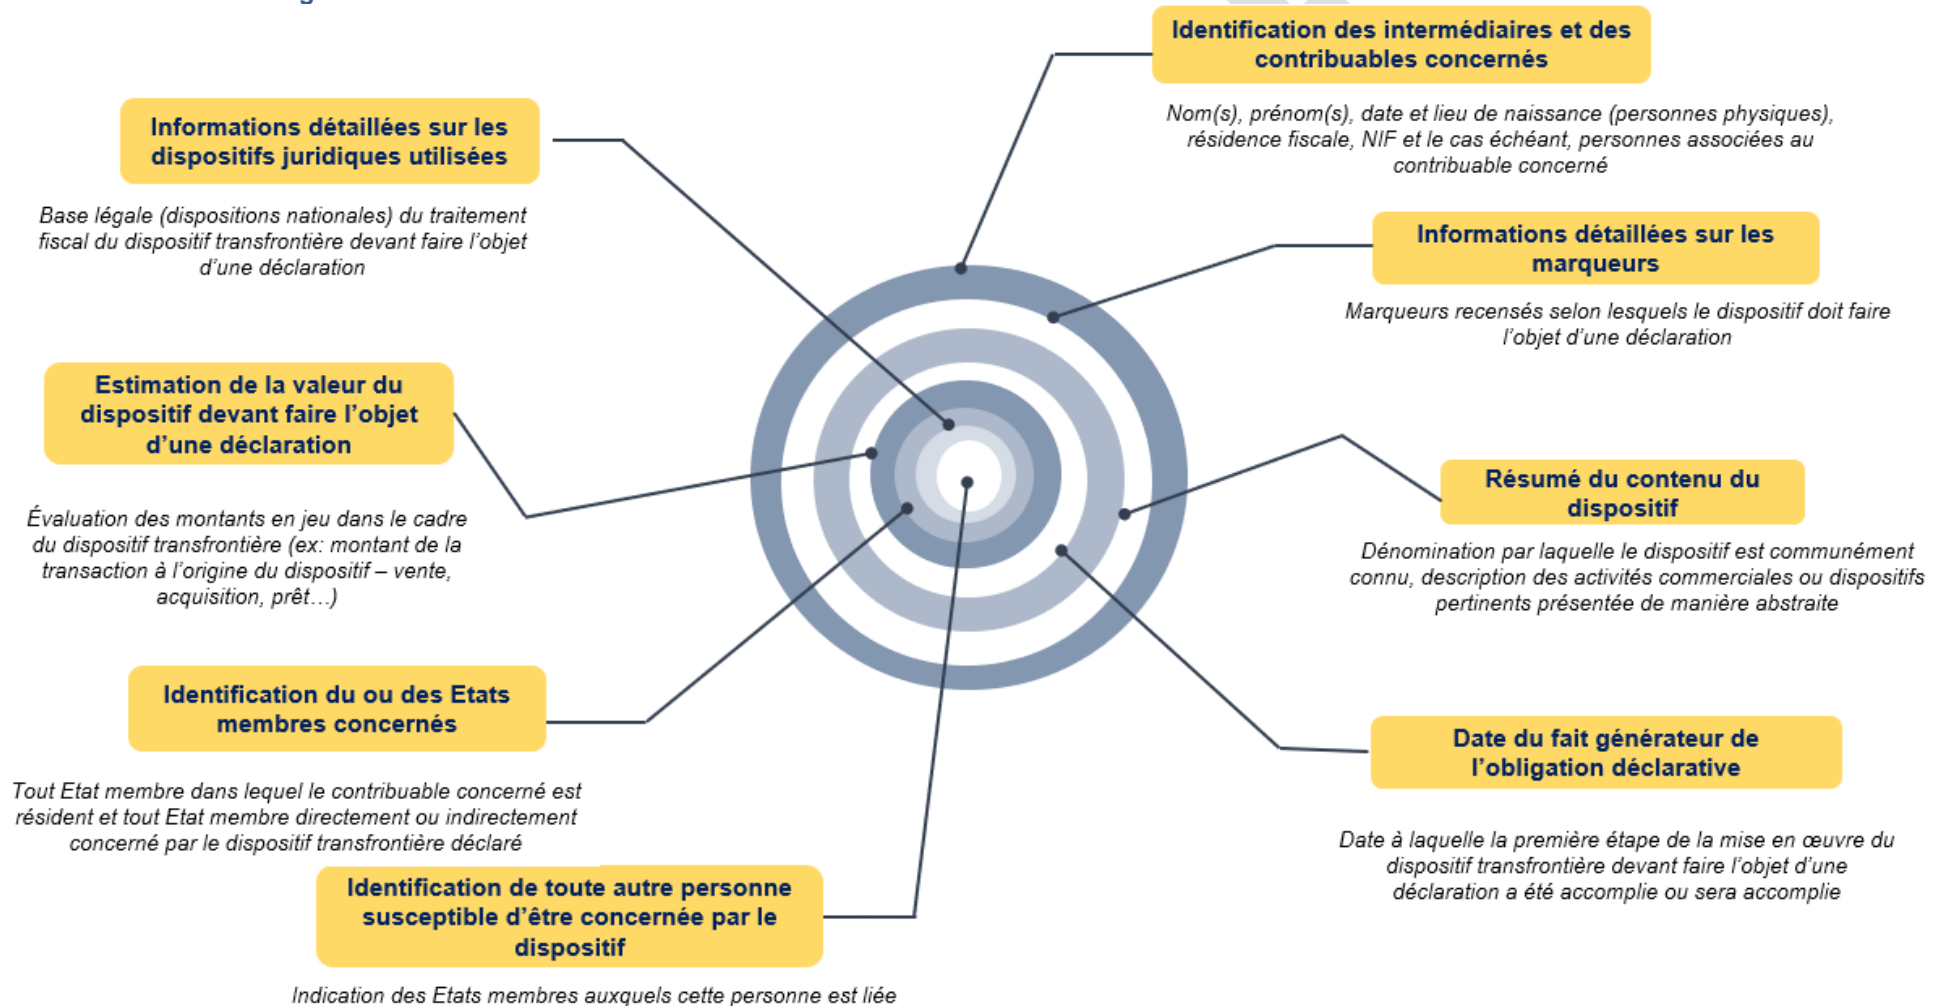 Identification des intermédiaires et des
contribuables concernés
Nom(s), prénom(s), date et lieu de naissance (personnes physiques),
résidence fiscale, NIF et le cas échéant, personnes associées au
contribuable concerné
Informations détaillées sur les
dispositifs juridiques utilisées
Base légale (dispositions nationales) du traitement
fiscal du dispositif transfrontière devant faire l'objet
d'une déclaration
Informations détaillées sur les
marqueurs
Marqueurs recensés selon lesquels le dispositif doit faire
l'objet d'une déclaration
Estimation de la valeur du
dispositif devant faire l'objet
d'une déclaration
Évaluation des montants en jeu dans le cadre
du dispositif transfrontière (ex: montant de la
transaction à l'origine du dispositif – vente,
acquisition, prêt…)
Résumé du contenu du
dispositif
Dénomination par laquelle le dispositif est communément
connu, description des activités commerciales ou dispositifs
pertinents présentée de manière abstraite
Identification du ou des Etats
membres concernés
Tout Etat membre dans lequel le contribuable concerné est
résident et tout Etat membre directement ou indirectement
concerné par le dispositif transfrontière déclaré
Date du fait générateur de
l'obligation déclarative
Date à laquelle la première étape de la mise en œuvre du
dispositif transfrontière devant faire l'objet d'une
déclaration a été accomplie ou sera accomplie
Identification de toute autre personne
susceptible d'être concernée par le
dispositif
Indication des Etats membres auxquels cette personne est liée